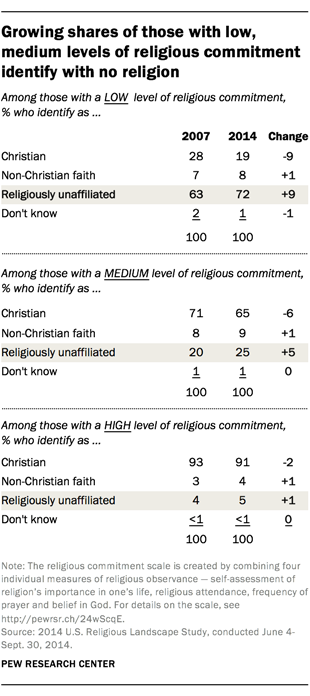 Growing shares of those with low,
medium levels of religious commitment
identify with no religion
Among those with a LOW level of religious commitment,
% who identify as ...
2007 2014 Change
Christian 28 19 -9
Non-Christian faith 7 8 +1
Religiously unaffiliated 63 72 +9
Don't know 2 1 -1
100 100
Among those with a MEDIUM level of religious commitment,
% who identify as ...
Christian 71 65 -6
Non-Christian faith 8 9 +1
Religiously unaffiliated 20 25 +5
Don't know 1 1 0
100 100
Among those with a HIGH level of religious commitment,
% who identify as ...
Christian 93 91 -2
Non-Christian faith 3 4 +1
Religiously unaffiliated 4 5 +1
Don't know <1 <1 0
100 100
Note: The religious commitment scale is created by combining four
individual measures of religious observance — self-assessment of
religion's importance in one's life, religious attendance, frequency of
prayer and belief in God. For details on the scale, see
http://pewrsr.ch/24wScqE.
Source: 2014 U.S. Religious Landscape Study, conducted June 4-
Sept. 30, 2014.
PEW RESEARCH CENTER